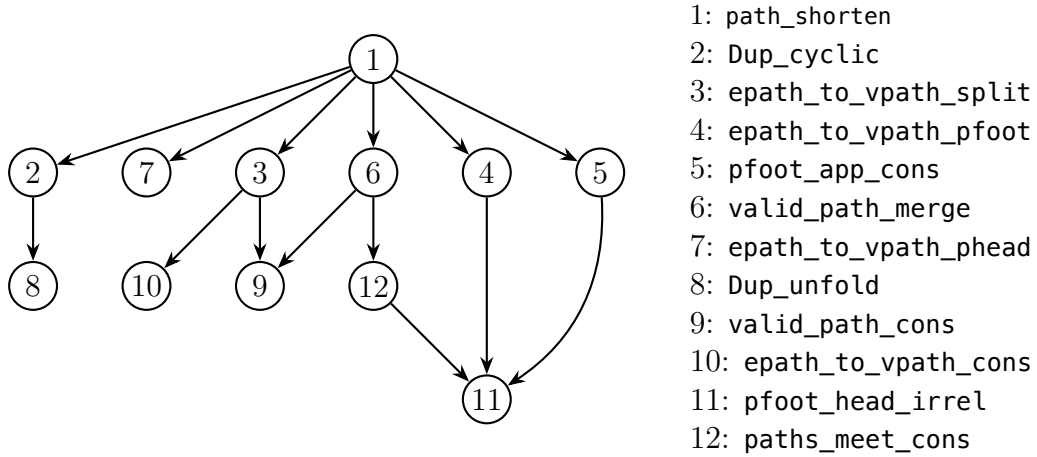 1
2
7
3
6
4
5
8
10
9
12
11
1: path_shorten
2: Dup_cyclic
3: epath_to_vpath_split
4: epath_to_vpath_pfoot
5: pfoot_app_cons
6: valid_path_merge
7: epath_to_vpath_phead
8: Dup_unfold
9: valid_path_cons
10: epath_to_vpath_cons
11: pfoot_head_irrel
12: paths_meet_cons